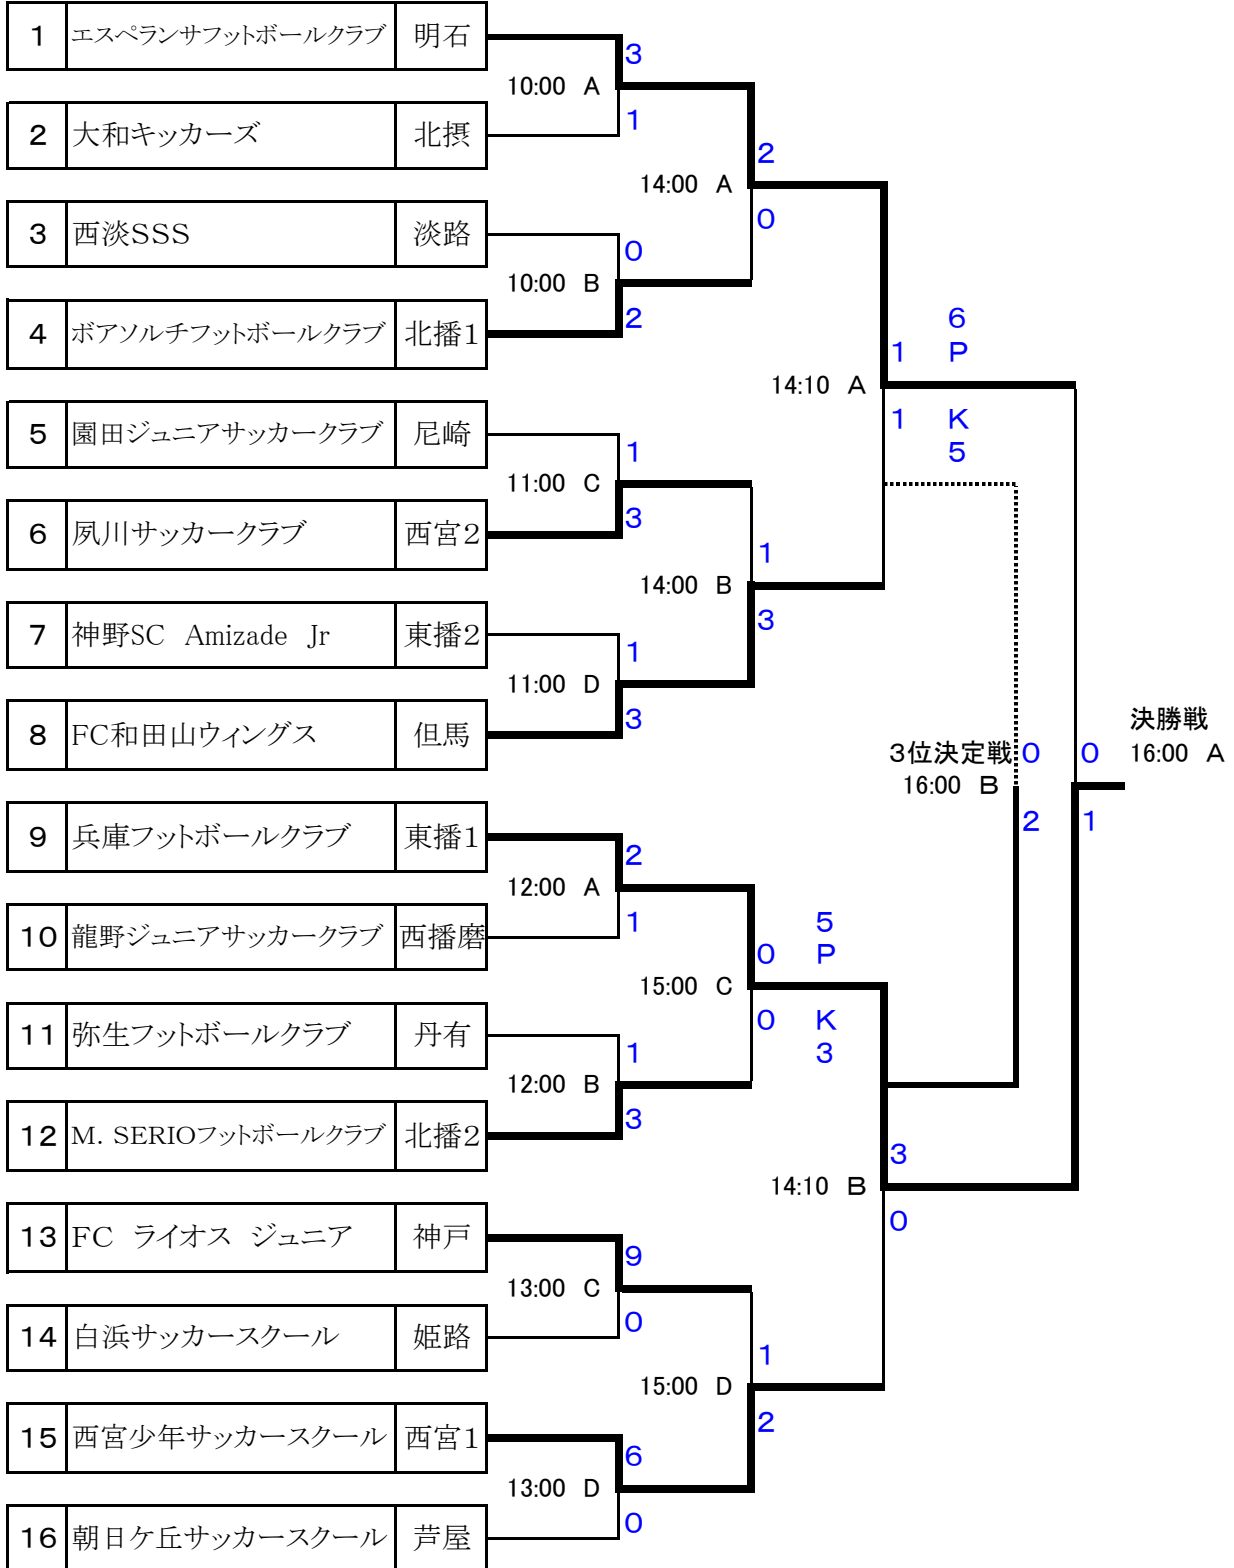 1 エスペランサフットボールクラブ 明石
3
10:00 A
1
2 大和キッカーズ 北摂
2
14:00 A
0
3 西淡SSS 淡路
0
10:00 B
2
4 ボアソルチフットボールクラブ 北播1
6
1 P
14:10 A
1 K
5
5 園田ジュニアサッカークラブ 尼崎
1
11:00 C
3
6 夙川サッカークラブ 西宮2
1
14:00 B
3
7 神野SC Amizade Jr 東播2
1
11:00 D
3
8 FC和田山ウィングス 但馬
決勝戦
3位決定戦 0 0 16:00 A
16:00 B
2 1
9 兵庫フットボールクラブ 東播1
2
12:00 A
1
10 龍野ジュニアサッカークラブ 西播磨
5
0 P
15:00 C
0 K
3
11 弥生フットボールクラブ 丹有
1
12:00 B
3
12 M. SERIOフットボールクラブ 北播2
3
14:10 B
0
13 FC ライオス ジュニア 神戸
9
13:00 C
0
14 白浜サッカースクール 姫路
1
15:00 D
2
15 西宮少年サッカースクール 西宮1
6
13:00 D
0
16 朝日ケ丘サッカースクール 芦屋